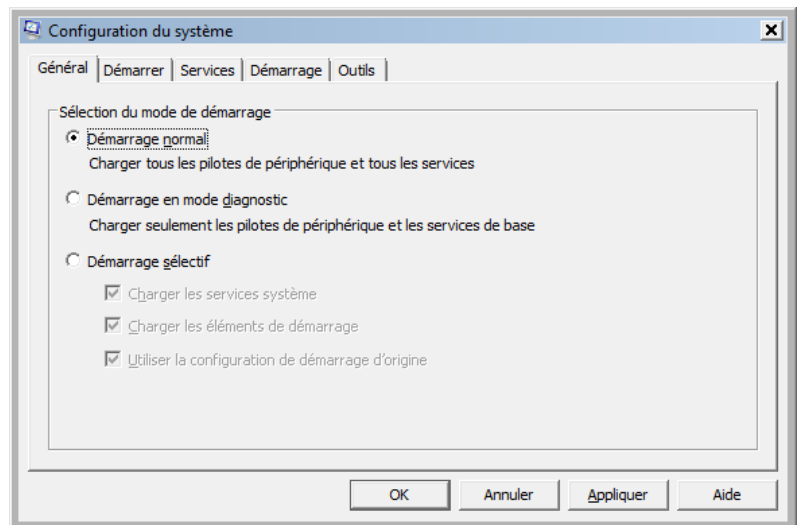 Configuration du système
Général Démarrer Services Démarrage Outils
Sélection du mode de démarrage
Démarrage normal
Charger tous les pilotes de périphérique et tous les services
Démarrage en mode diagnostic
Charger seulement les pilotes de périphérique et les services de base
Démarrage sélectif
Charger les services système
Charger les éléments de démarrage
Utiliser la configuration de démarrage d'origine
OK Annuler Appliquer Aide